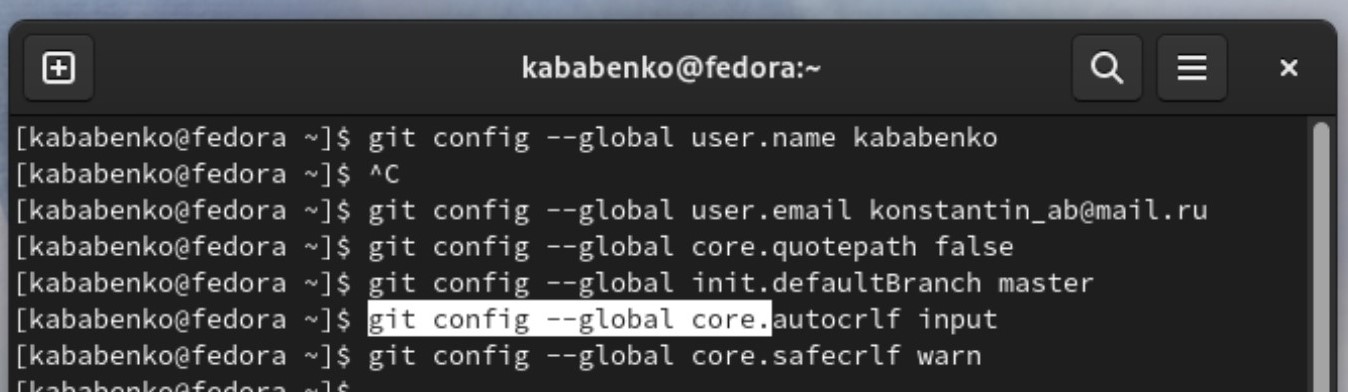 kababenko@fedora:~
[kababenko@fedora ~]$ git config --global user.name kababenko
[kababenko@fedora ~]$ ^C
[kababenko@fedora ~]$ git config --global user.email konstantin_ab@mail.ru
[kababenko@fedora ~]$ git config --global core.quotepath false
[kababenko@fedora ~]$ git config --global init.defaultBranch master
[kababenko@fedora ~]$ git config --global core.autocrlf input
[kababenko@fedora ~]$ git config --global core.safecrlf warn
[kababenko@fedora ~]$